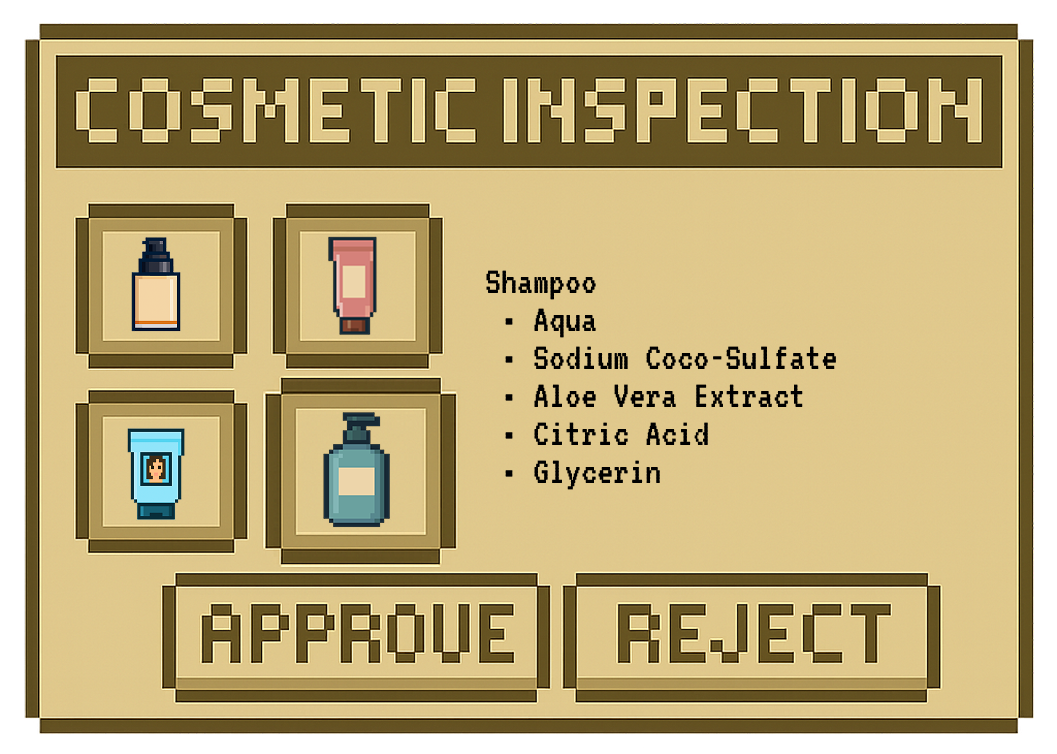 COSMETIC INSPECTION
Shampoo
▪ Aqua
▪ Sodium Coco-Sulfate
▪ Aloe Vera Extract
▪ Citric Acid
▪ Glycerin
APPROVE REJECT